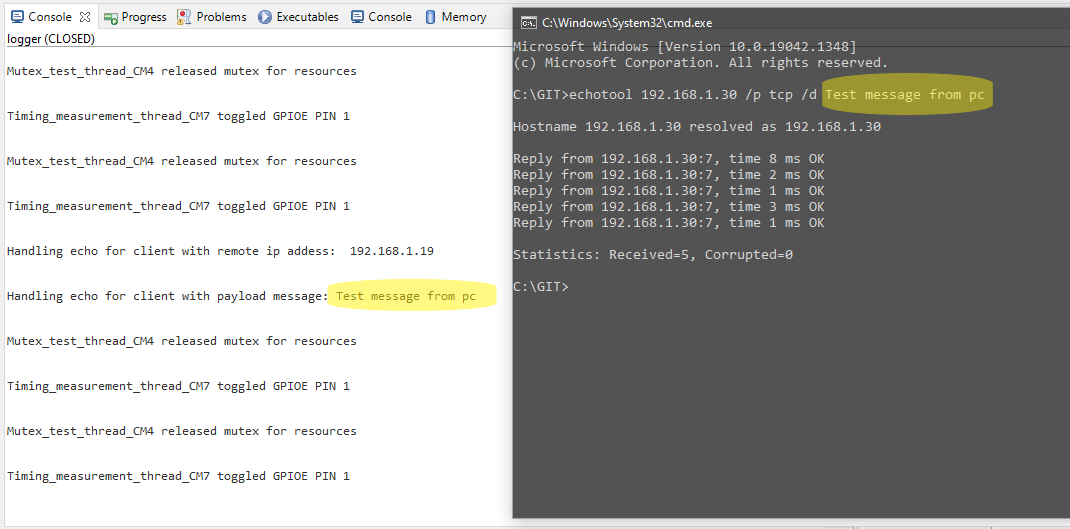 Console Progress Problems Executables Console Memory
logger (CLOSED)
Mutex_test_thread_CM4 released mutex for resources
Timing_measurement_thread_CM7 toggled GPIOE PIN 1
Mutex_test_thread_CM4 released mutex for resources
Timing_measurement_thread_CM7 toggled GPIOE PIN 1
Handling echo for client with remote ip addess:  192.168.1.19
Handling echo for client with payload message: Test message from pc
Mutex_test_thread_CM4 released mutex for resources
Timing_measurement_thread_CM7 toggled GPIOE PIN 1
Mutex_test_thread_CM4 released mutex for resources
Timing_measurement_thread_CM7 toggled GPIOE PIN 1
C:\Windows\System32\cmd.exe
Microsoft Windows [Version 10.0.19042.1348]
(c) Microsoft Corporation. All rights reserved.
C:\GIT>echotool 192.168.1.30 /p tcp /d Test message from pc
Hostname 192.168.1.30 resolved as 192.168.1.30
Reply from 192.168.1.30:7, time 8 ms OK
Reply from 192.168.1.30:7, time 2 ms OK
Reply from 192.168.1.30:7, time 1 ms OK
Reply from 192.168.1.30:7, time 3 ms OK
Reply from 192.168.1.30:7, time 1 ms OK
Statistics: Received=5, Corrupted=0
C:\GIT>